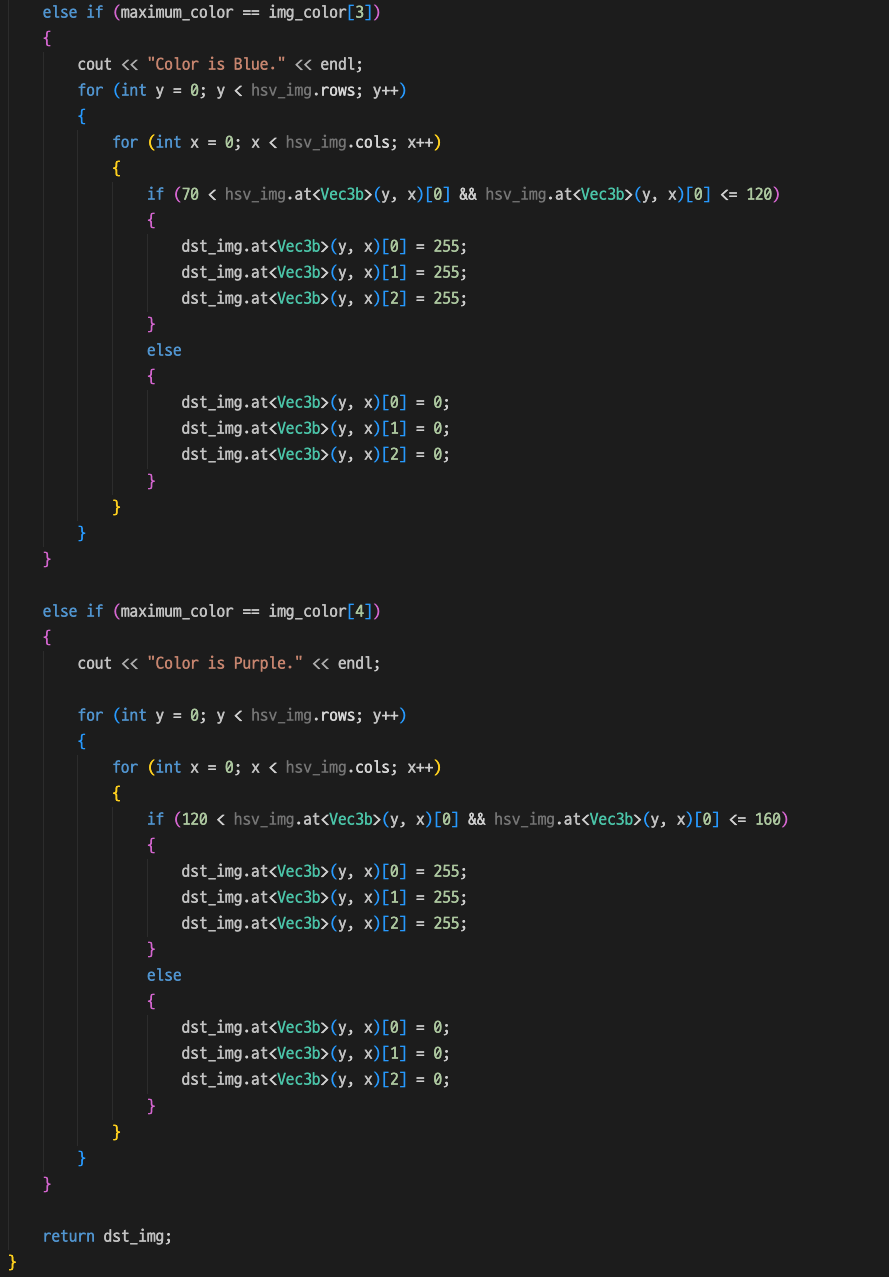 else if (maximum_color == img_color[3])
{
cout << "Color is Blue." << endl;
for (int y = 0; y < hsv_img.rows; y++)
{
for (int x = 0; x < hsv_img.cols; x++)
{
if (70 < hsv_img.at<Vec3b>(y, x)[0] && hsv_img.at<Vec3b>(y, x)[0] <= 120)
{
dst_img.at<Vec3b>(y, x)[0] = 255;
dst_img.at<Vec3b>(y, x)[1] = 255;
dst_img.at<Vec3b>(y, x)[2] = 255;
}
else
{
dst_img.at<Vec3b>(y, x)[0] = 0;
dst_img.at<Vec3b>(y, x)[1] = 0;
dst_img.at<Vec3b>(y, x)[2] = 0;
}
}
}
}
else if (maximum_color == img_color[4])
{
cout << "Color is Purple." << endl;
for (int y = 0; y < hsv_img.rows; y++)
{
for (int x = 0; x < hsv_img.cols; x++)
{
if (120 < hsv_img.at<Vec3b>(y, x)[0] && hsv_img.at<Vec3b>(y, x)[0] <= 160)
{
dst_img.at<Vec3b>(y, x)[0] = 255;
dst_img.at<Vec3b>(y, x)[1] = 255;
dst_img.at<Vec3b>(y, x)[2] = 255;
}
else
{
dst_img.at<Vec3b>(y, x)[0] = 0;
dst_img.at<Vec3b>(y, x)[1] = 0;
dst_img.at<Vec3b>(y, x)[2] = 0;
}
}
}
}
return dst_img;
}